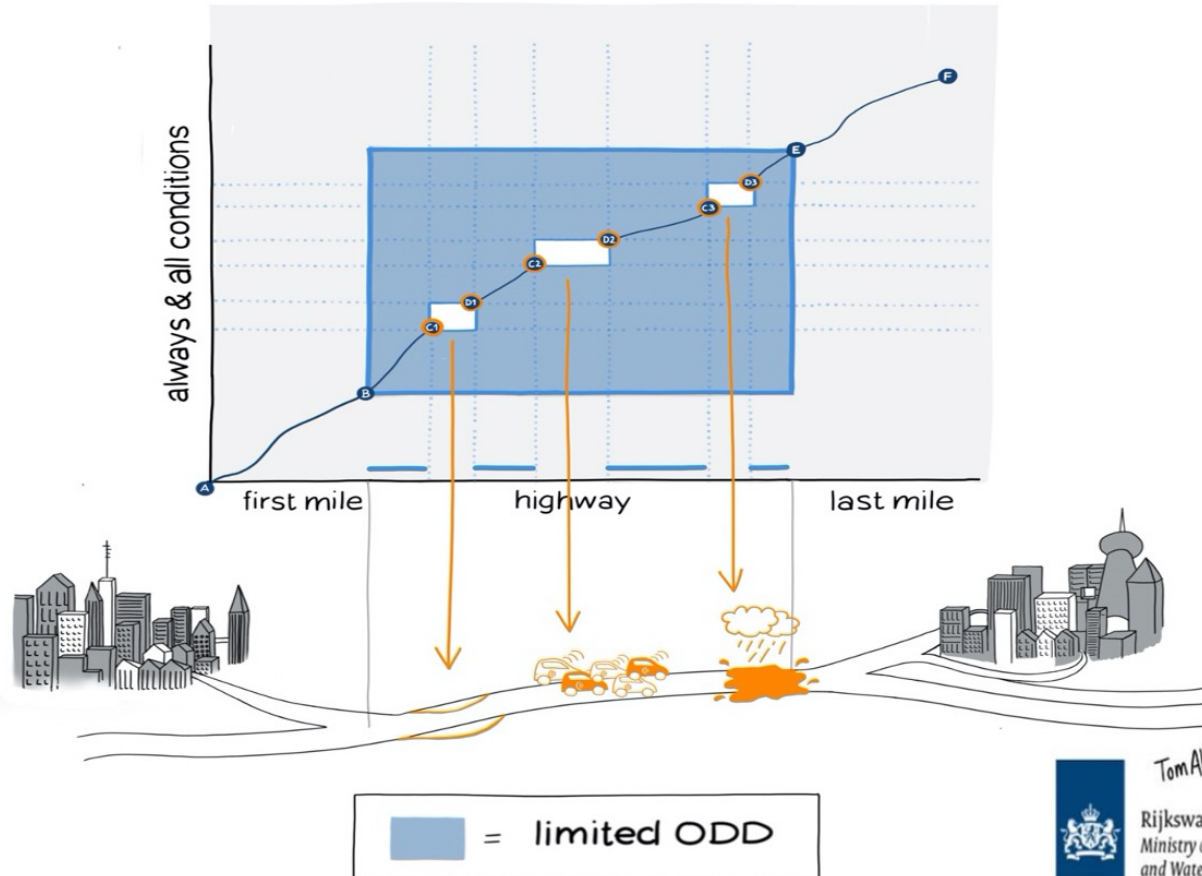 always & all conditions
F
E
D3
C3
D2
C2
D1
C1
B
A
first mile
highway
last mile
= limited ODD